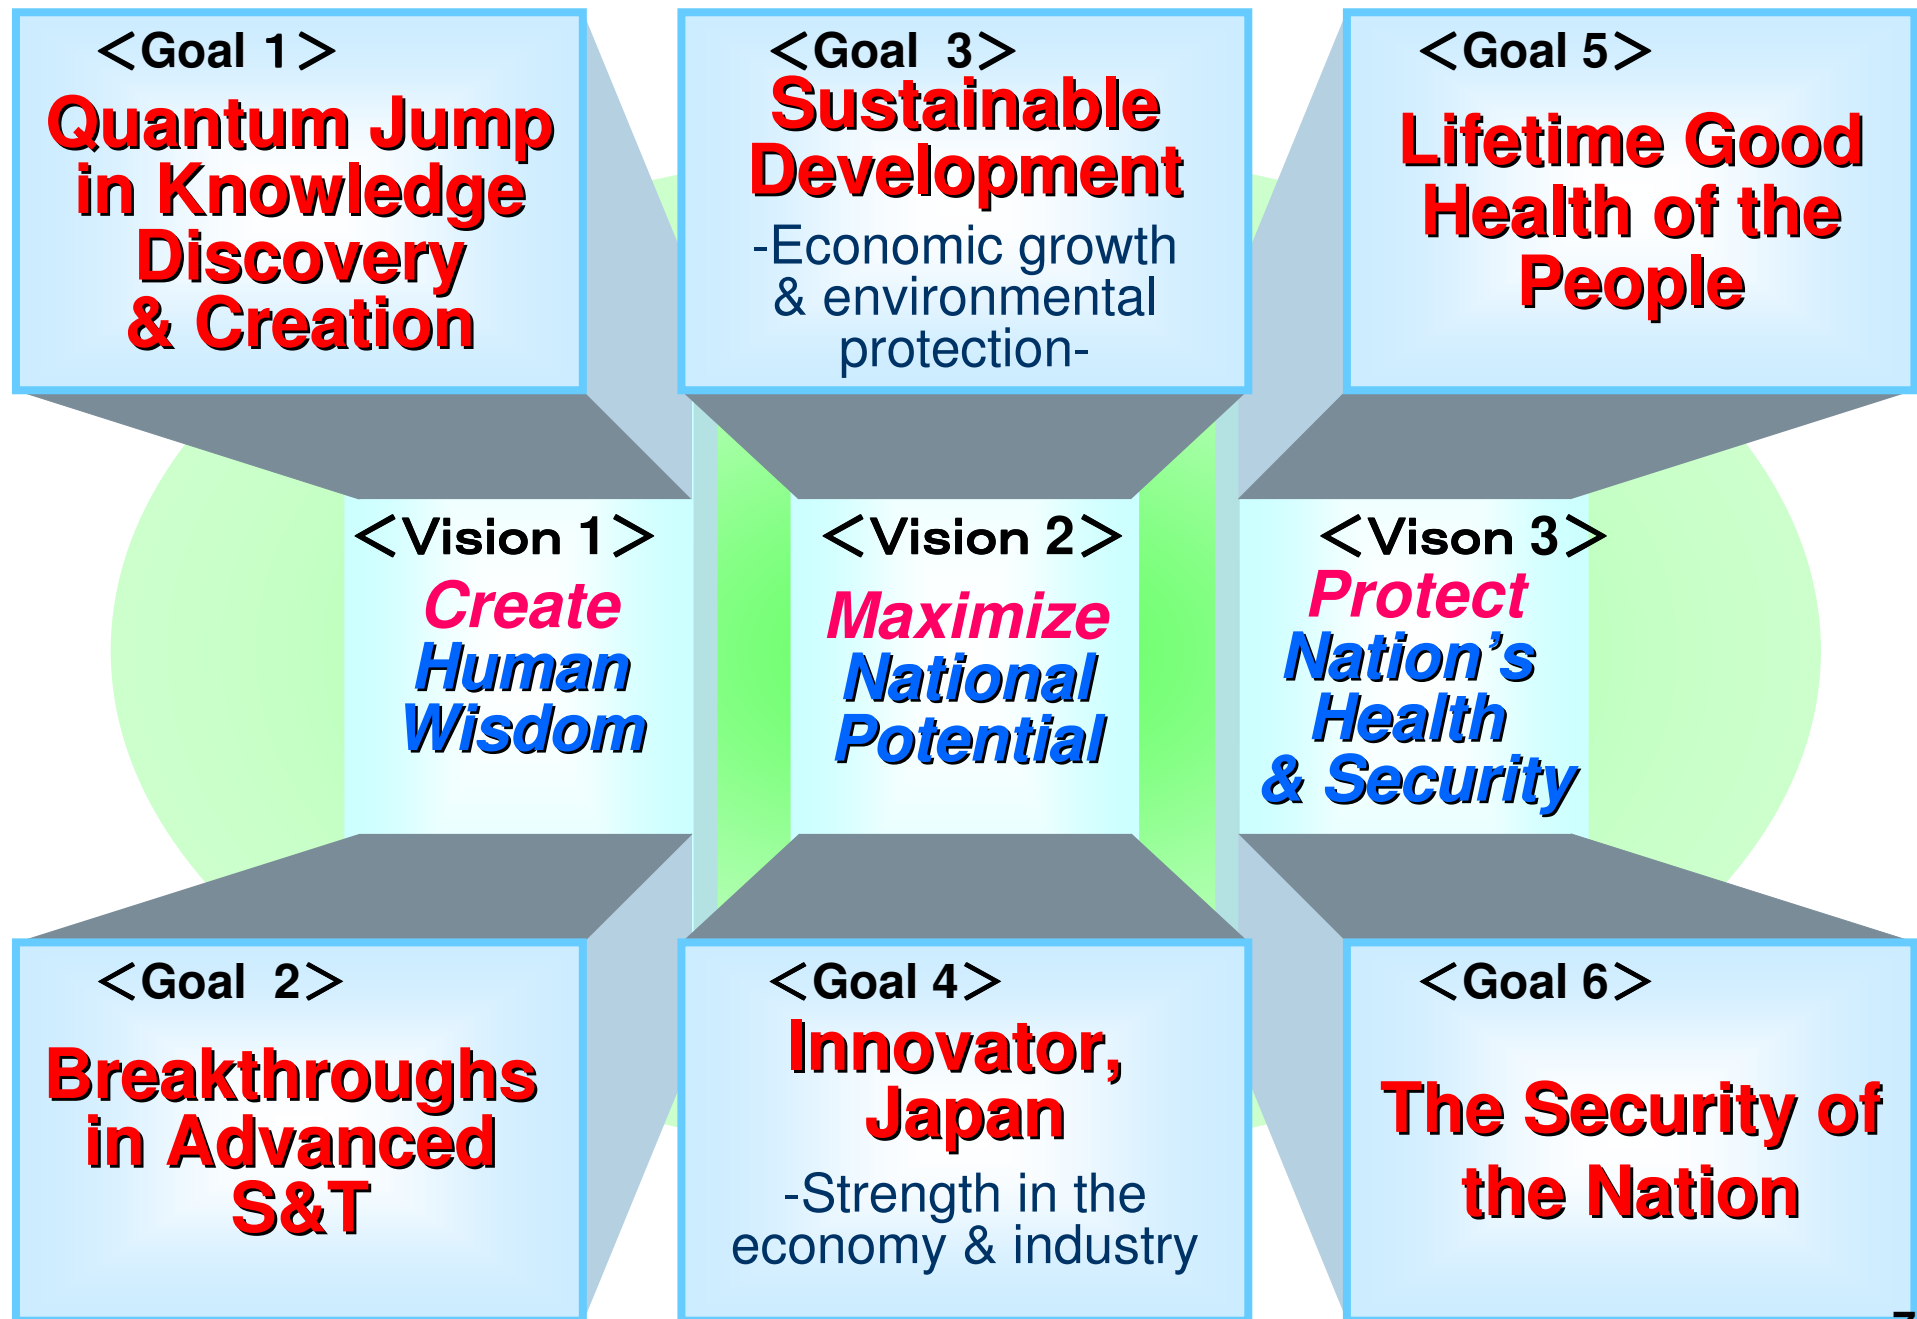 ＜Goal 1＞
Quantum Jump
in Knowledge
Discovery
& Creation
＜Goal 3＞
Sustainable
Development
-Economic growth
& environmental
protection-
＜Goal 5＞
Lifetime Good
Health of the
People
＜Vision 1＞
Create
Human
Wisdom
＜Vision 2＞
Maximize
National
Potential
＜Vison 3＞
Protect
Nation’s
Health
& Security
＜Goal 2＞
Breakthroughs
in Advanced
S&T
＜Goal 4＞
Innovator,
Japan
-Strength in the
economy & industry
＜Goal 6＞
The Security of
the Nation